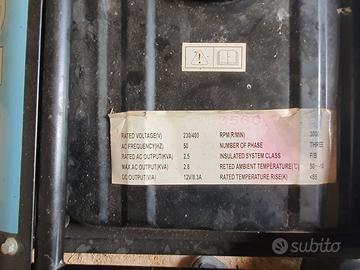 RATED VOLTAGE(V) 230/400 RPM(R/MIN) 3000
AC FREQUENCY(HZ) 50 NUMBER OF PHASE THREE
RATED AC OUTPUT(KVA) 2.5 INSULATED SYSTEM CLASS F/B
MAX AC OUTPUT(KVA) 2.8 RATED AMBIENT TEMPERATURE(℃)
DC OUTPUT(V/A) 12V/8.3A RATED TEMPERATURE RISE(K) <85
subito